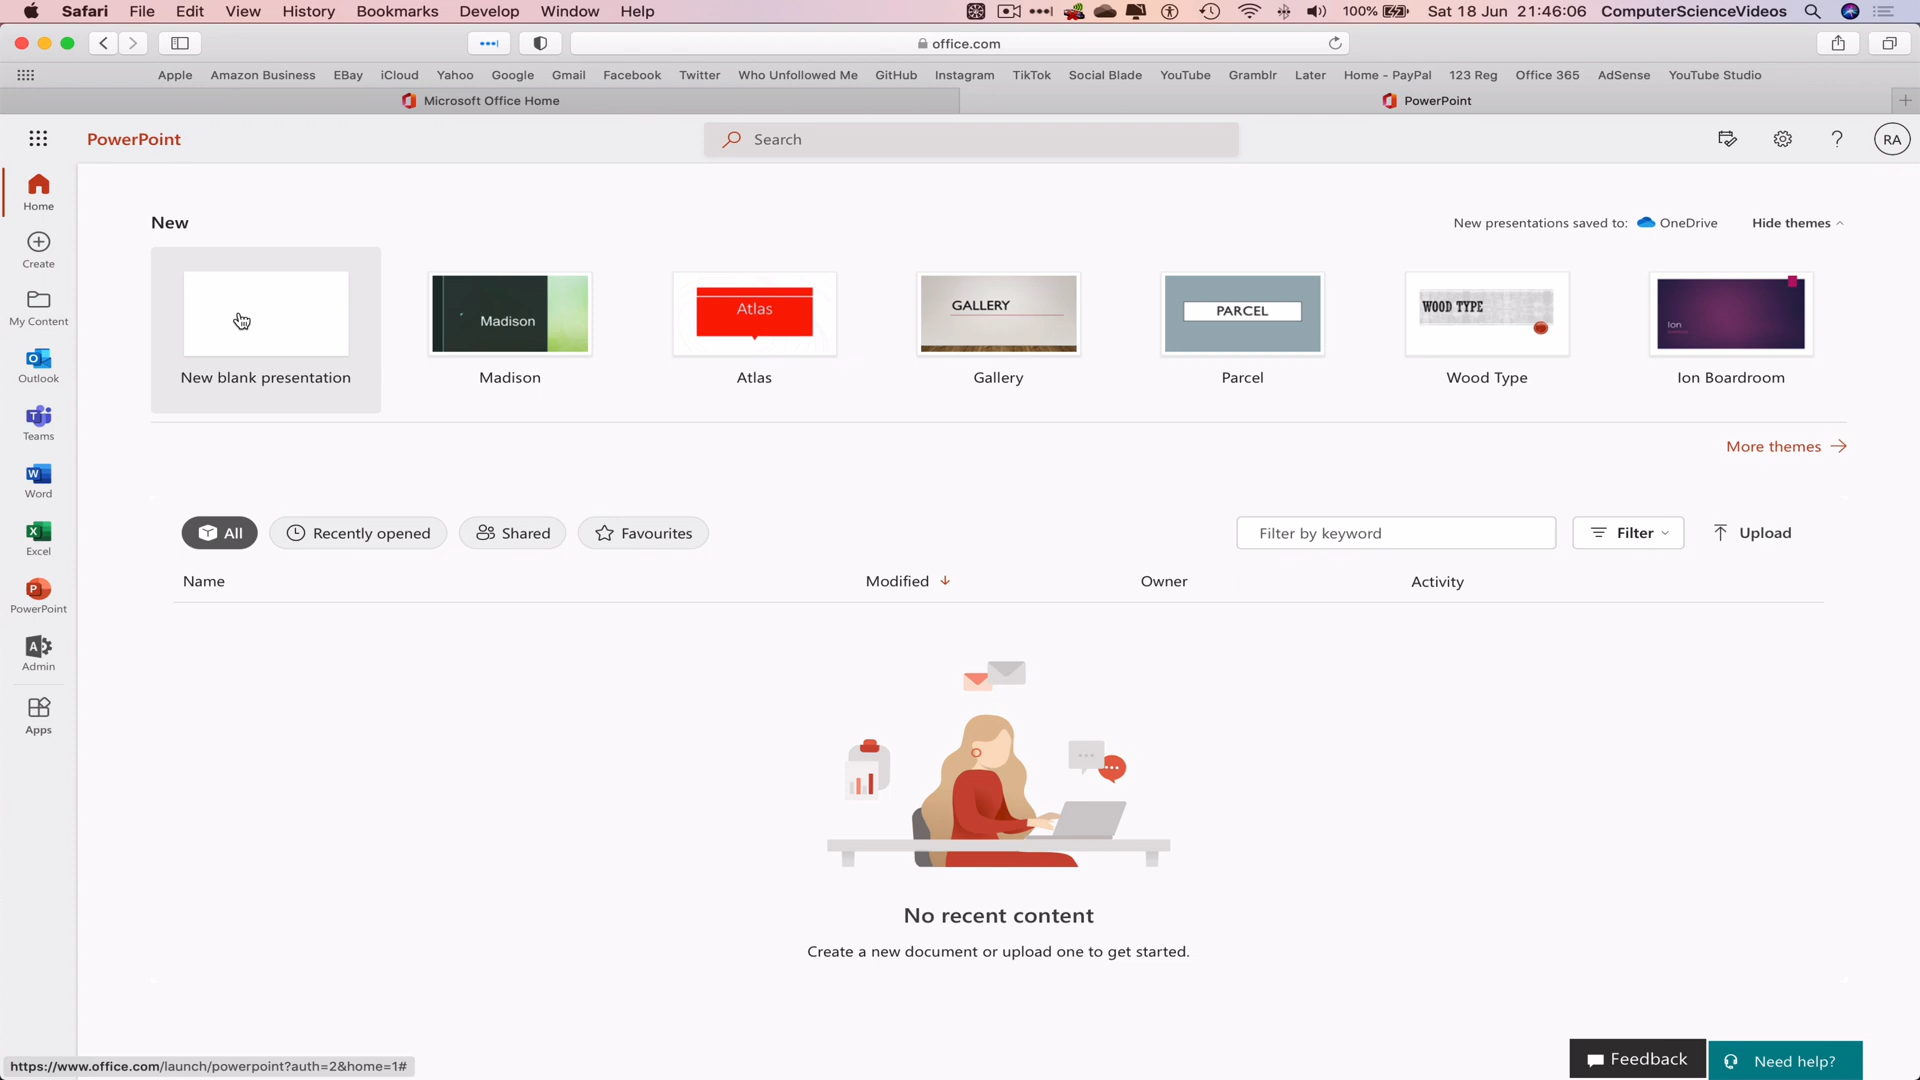 Safari File Edit View History Bookmarks Develop Window Help 100% Sat 18 Jun 21:46:06 ComputerScienceVideos
office.com
Apple Amazon Business EBay iCloud Yahoo Google Gmail Facebook Twitter Who Unfollowed Me GitHub Instagram TikTok Social Blade YouTube Gramblr Later Home - PayPal 123 Reg Office 365 AdSense YouTube Studio
Microsoft Office Home PowerPoint
PowerPoint Search ? RA
Home
Create
My Content
Outlook
Teams
Word
Excel
PowerPoint
Admin
Apps
New New presentations saved to: OneDrive Hide themes
Madison Atlas GALLERY PARCEL WOOD TYPE Ion
New blank presentation Madison Atlas Gallery Parcel Wood Type Ion Boardroom
More themes
All Recently opened Shared Favourites Filter by keyword Filter Upload
Name Modified Owner Activity
No recent content
Create a new document or upload one to get started.
Feedback Need help?
https://www.office.com/launch/powerpoint?auth=2&home=1#